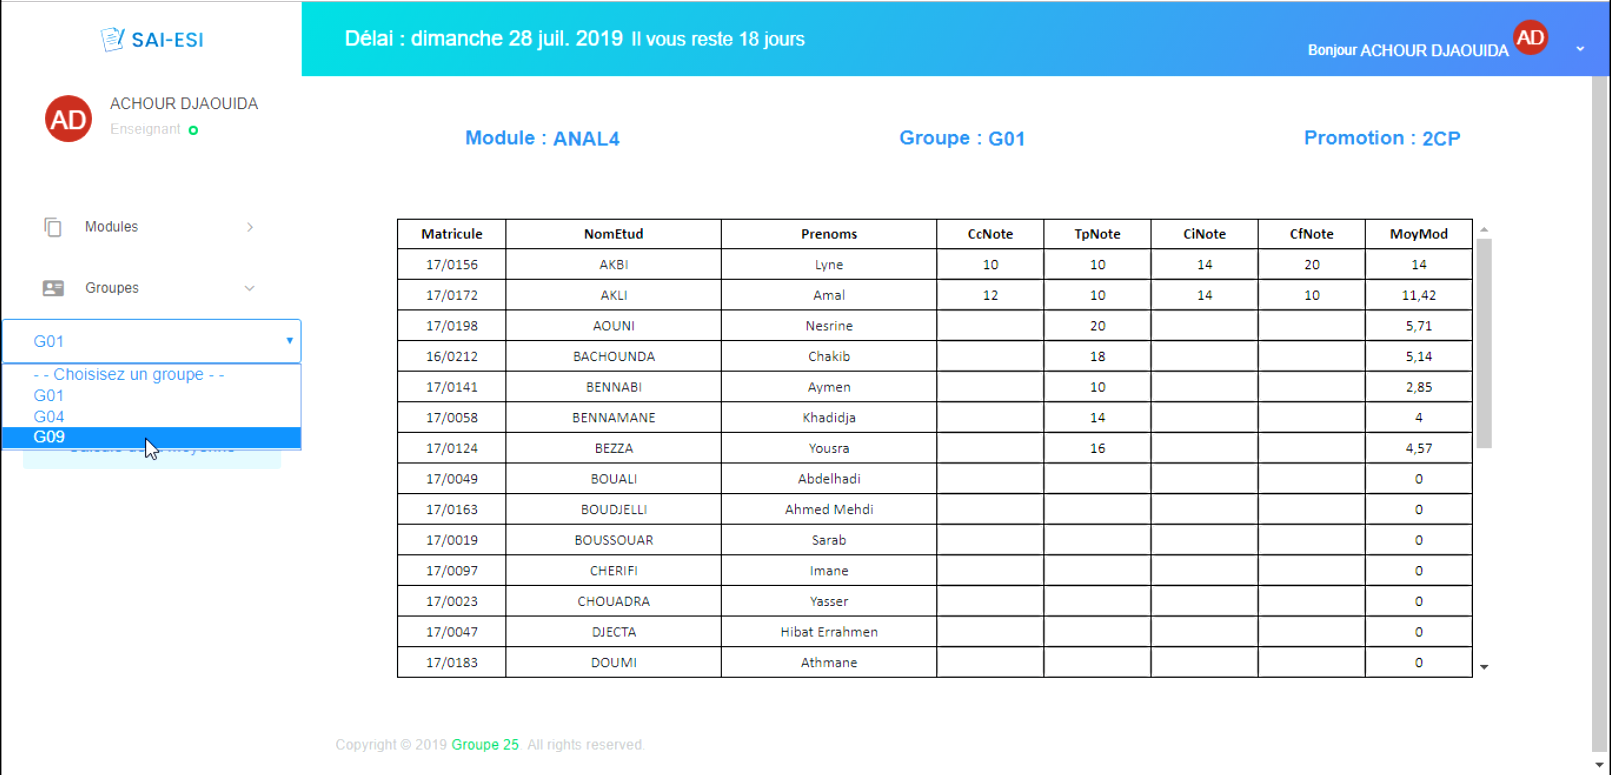 SAI-ESI
Délai : dimanche 28 juil. 2019 Il vous reste 18 jours
Bonjour ACHOUR DJAOUIDA AD
AD
ACHOUR DJAOUIDA
Enseignant
Modules
Groupes
G01
- - Choisisez un groupe - -
G01
G04
G09
Module : ANAL4 Groupe : G01 Promotion : 2CP
Matricule NomEtud Prenoms CcNote TpNote CiNote CfNote MoyMod
17/0156 AKBI Lyne 10 10 14 20 14
17/0172 AKLI Amal 12 10 14 10 11,42
17/0198 AOUNI Nesrine 20 5,71
16/0212 BACHOUNDA Chakib 18 5,14
17/0141 BENNABI Aymen 10 2,85
17/0058 BENNAMANE Khadidja 14 4
17/0124 BEZZA Yousra 16 4,57
17/0049 BOUALI Abdelhadi 0
17/0163 BOUDJELLI Ahmed Mehdi 0
17/0019 BOUSSOUAR Sarab 0
17/0097 CHERIFI Imane 0
17/0023 CHOUADRA Yasser 0
17/0047 DJECTA Hibat Errahmen 0
17/0183 DOUMI Athmane 0
Copyright © 2019 Groupe 25 All rights reserved.